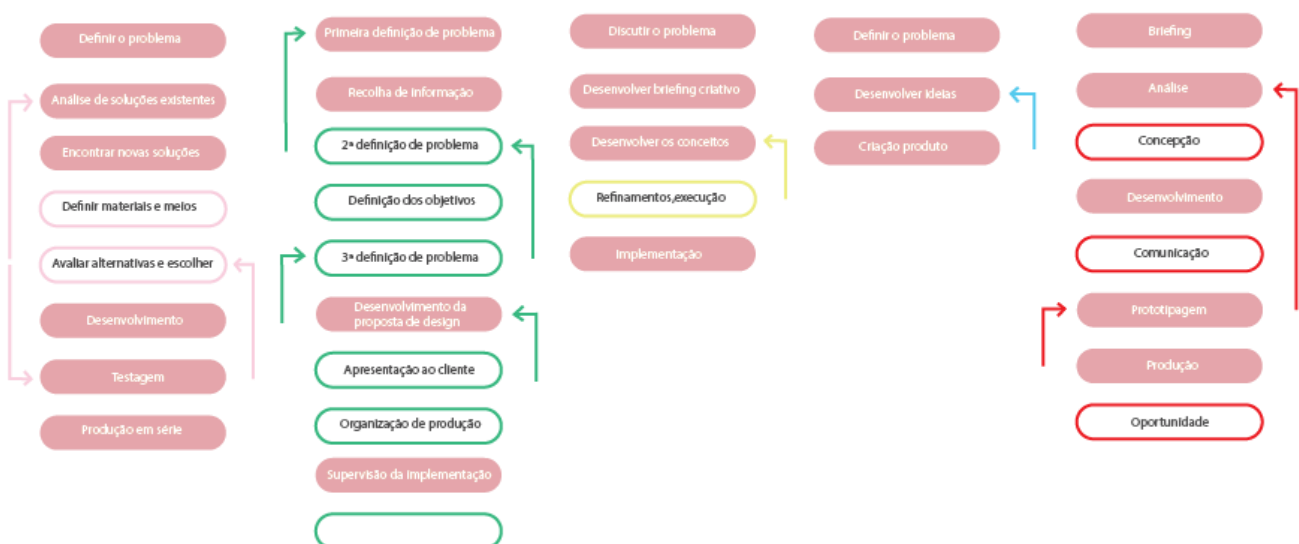 Definir o problema
Análise de soluções existentes
Encontrar novas soluções
Definir materiais e meios
Avaliar alternativas e escolher
Desenvolvimento
Testagem
Produção em série
Primeira definição de problema
Recolha de informação
2ª definição de problema
Definição dos objetivos
3ª definição de problema
Desenvolvimento da
proposta de design
Apresentação ao cliente
Organização de produção
Supervisão da implementação
Discutir o problema
Desenvolver briefing criativo
Desenvolver os conceitos
Refinamentos,execução
Implementação
Definir o problema
Desenvolver ideias
Criação produto
Briefing
Análise
Concepção
Desenvolvimento
Comunicação
Prototipagem
Produção
Oportunidade